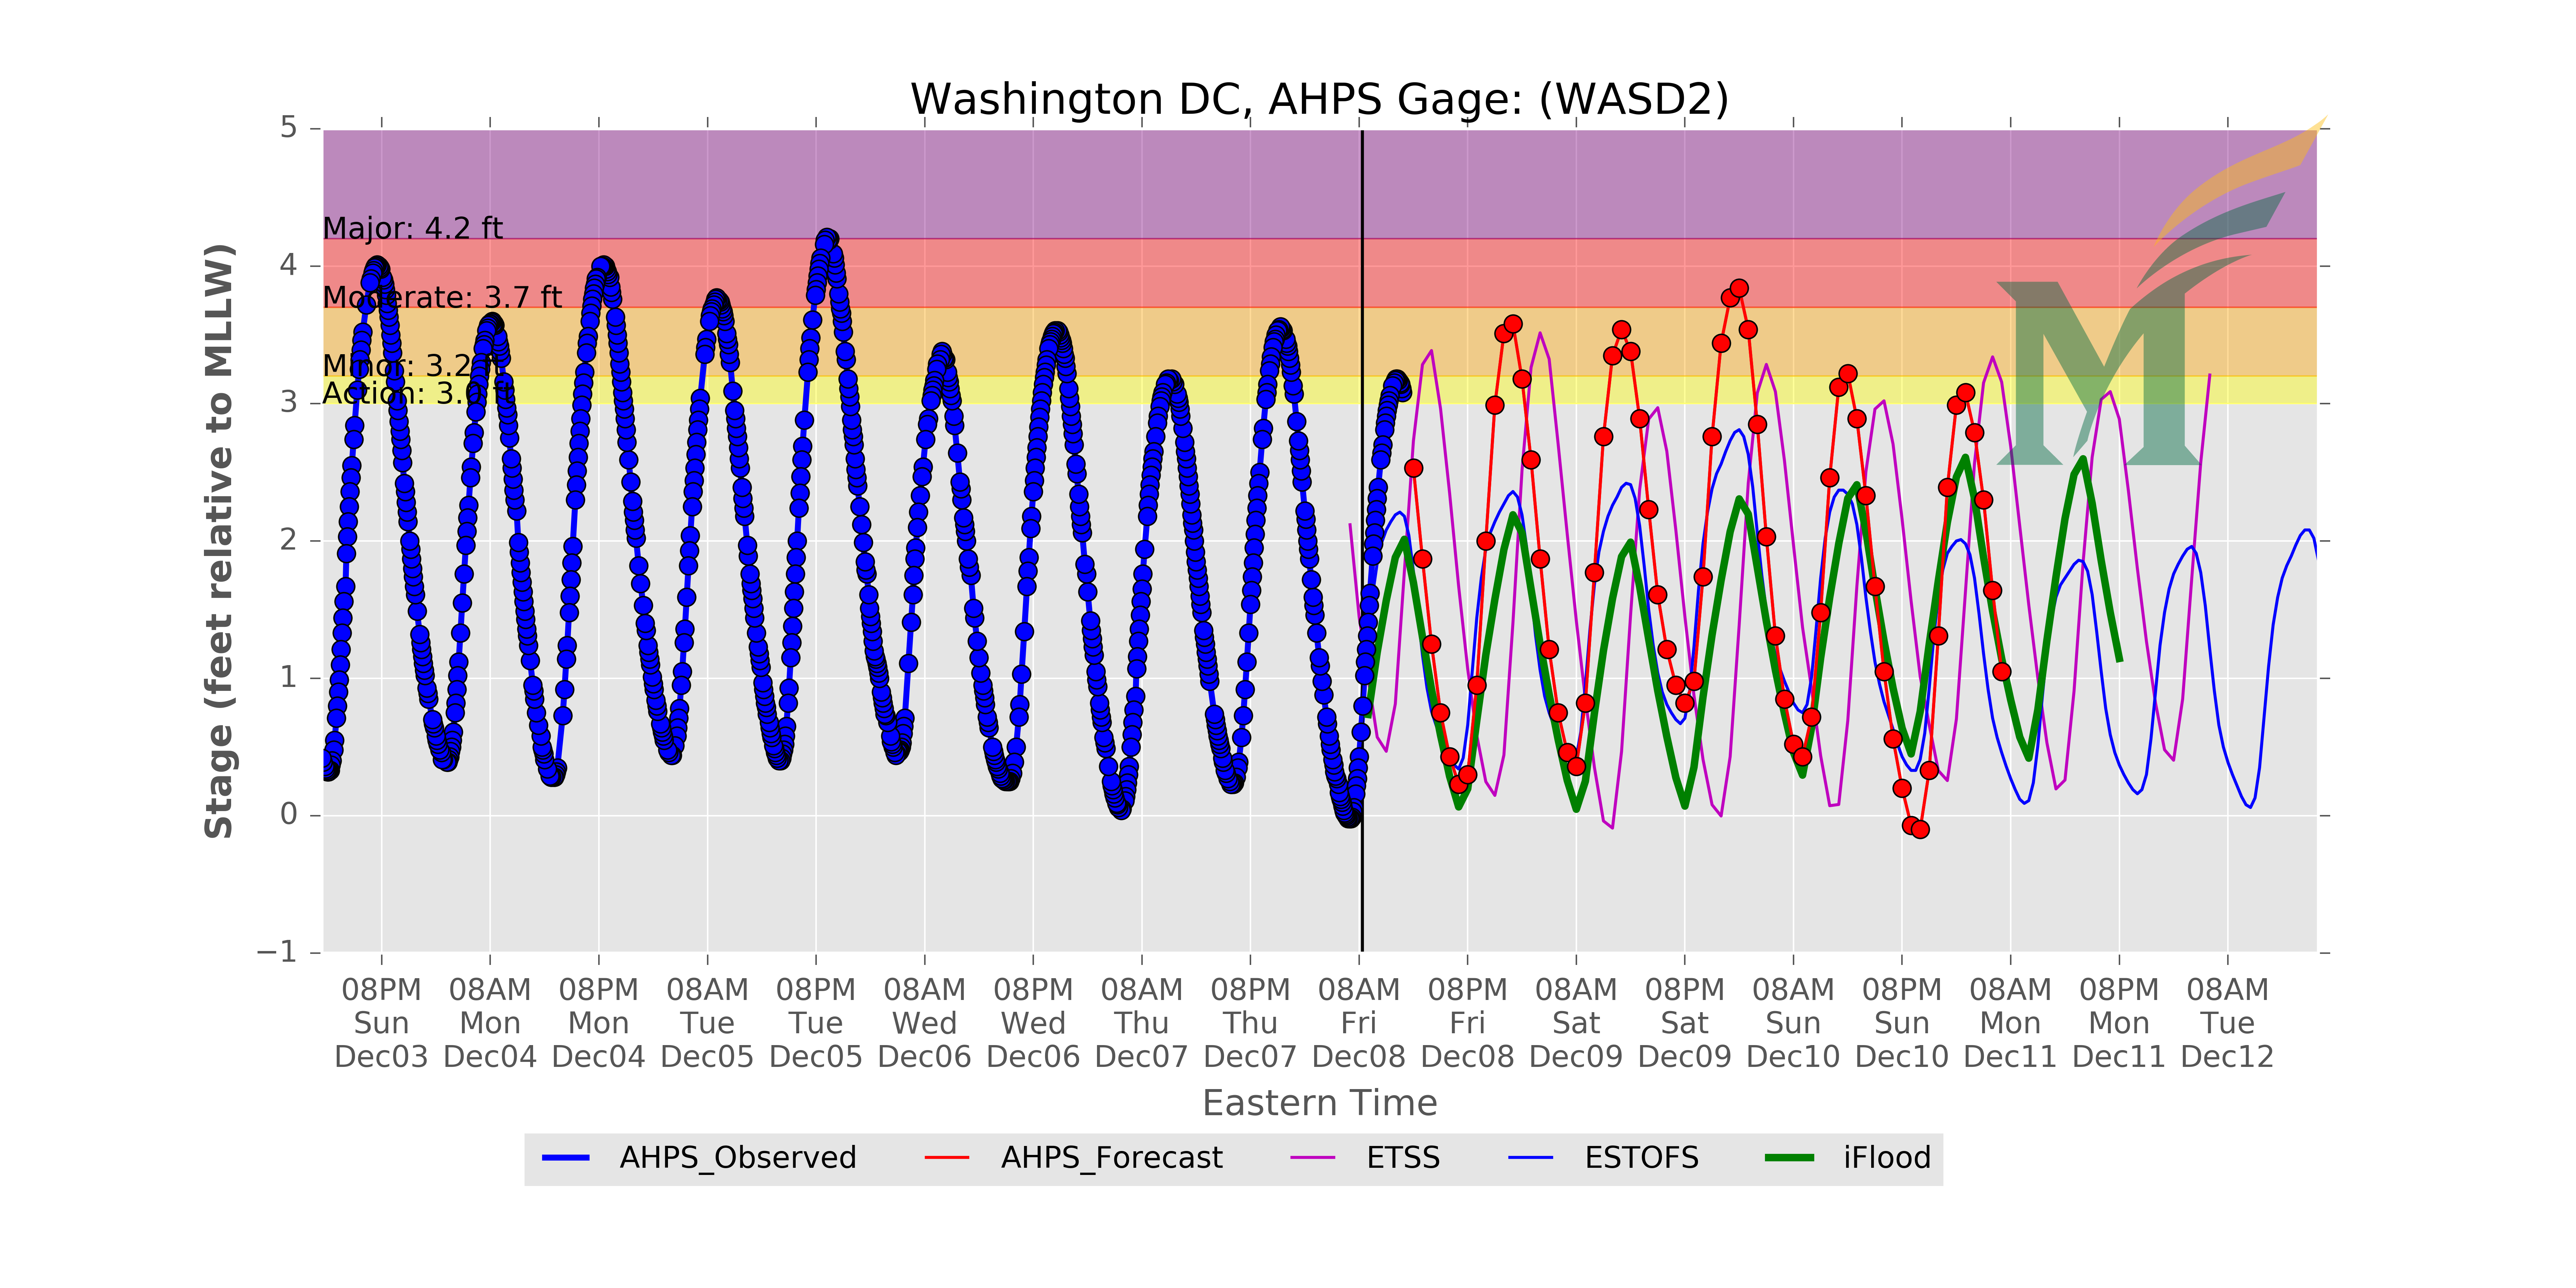 Washington DC, AHPS Gage: (WASD2)
5
4
3
2
1
0
−1
Stage (feet relative to MLLW)
Major: 4.2 ft
Moderate: 3.7 ft
Minor: 3.2 ft
Action: 3.0 ft
08PM 08AM 08PM 08AM 08PM 08AM 08PM 08AM 08PM 08AM 08PM 08AM 08PM 08AM 08PM 08AM 08PM 08AM
Sun Mon Mon Tue Tue Wed Wed Thu Thu Fri Fri Sat Sat Sun Sun Mon Mon Tue
Dec03 Dec04 Dec04 Dec05 Dec05 Dec06 Dec06 Dec07 Dec07 Dec08 Dec08 Dec09 Dec09 Dec10 Dec10 Dec11 Dec11 Dec12
Eastern Time
AHPS_Observed AHPS_Forecast ETSS ESTOFS iFlood
M